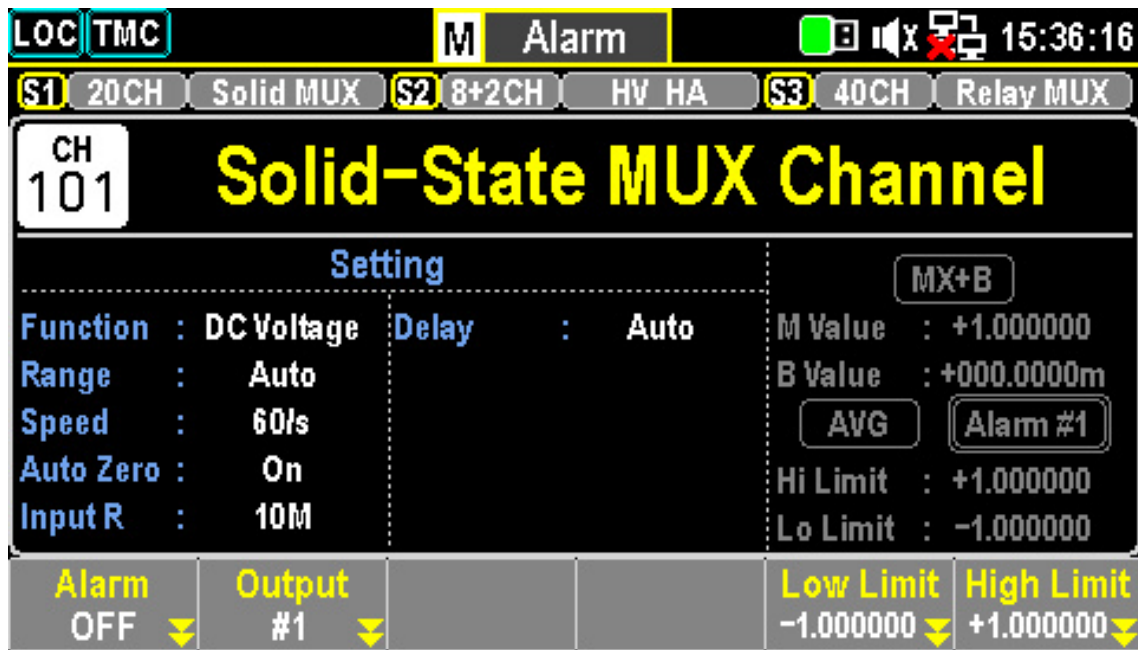 LOC TMC M Alarm 15:36:16
S1 20CH Solid MUX S2 8+2CH HV HA S3 40CH Relay MUX
CH
101
Solid-State MUX Channel
Setting
MX+B
Function : DC Voltage Delay : Auto M Value : +1.000000
Range : Auto B Value : +000.0000m
Speed : 60/s AVG Alarm #1
Auto Zero : On Hi Limit : +1.000000
Input R : 10M Lo Limit : -1.000000
Alarm Output Low Limit High Limit
OFF #1 -1.000000 +1.000000